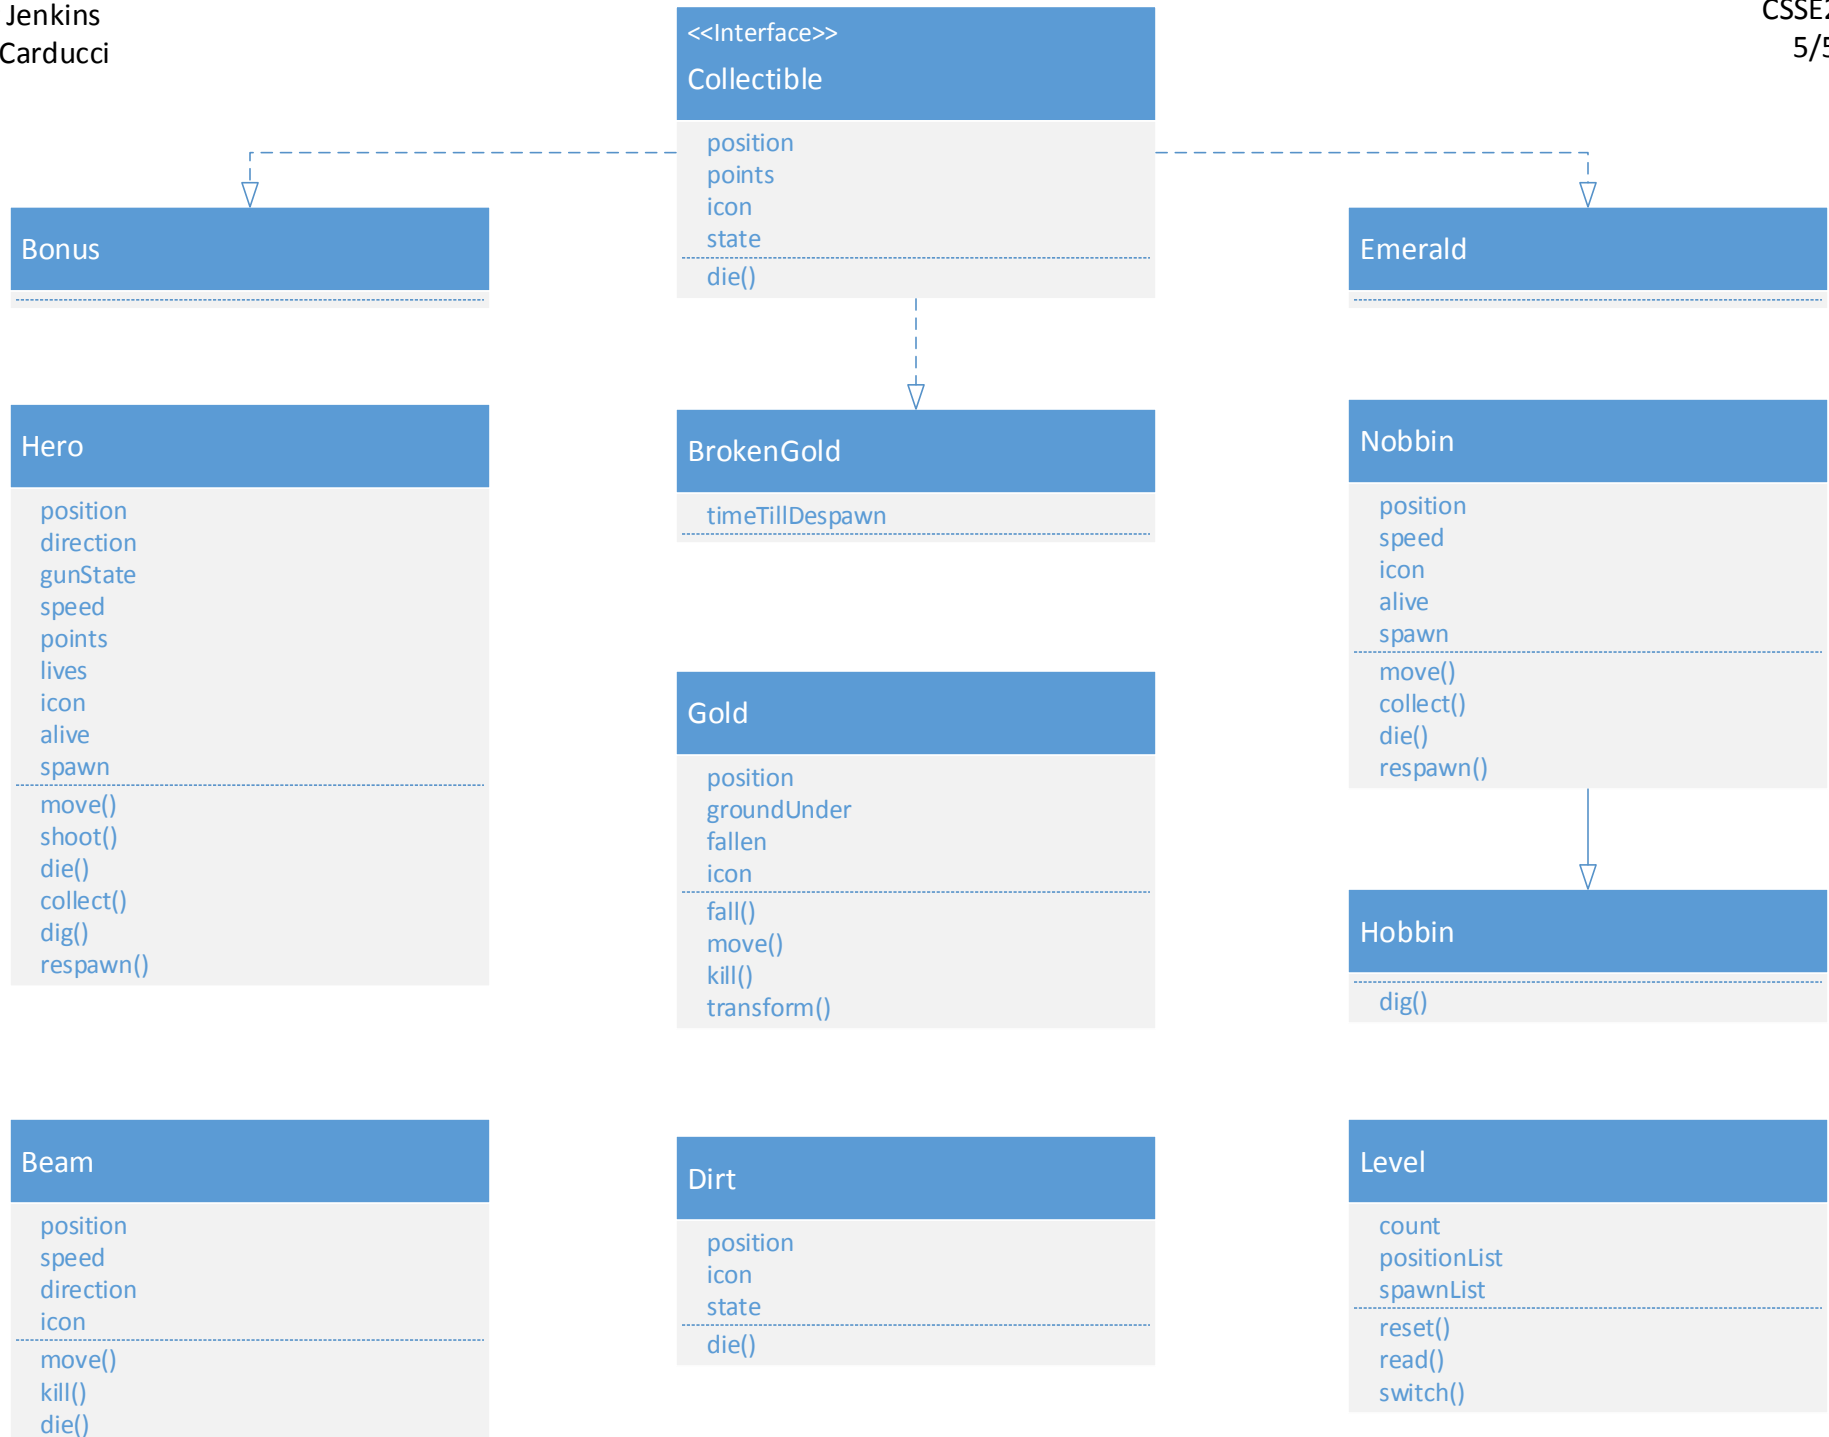 Jenkins
Carducci
CSSE2
5/5
<<Interface>>
Collectible
position
points
icon
state
die()
Bonus
Emerald
Hero
position
direction
gunState
speed
points
lives
icon
alive
spawn
move()
shoot()
die()
collect()
dig()
respawn()
BrokenGold
timeTillDespawn
Nobbin
position
speed
icon
alive
spawn
move()
collect()
die()
respawn()
Gold
position
groundUnder
fallen
icon
fall()
move()
kill()
transform()
Hobbin
dig()
Beam
position
speed
direction
icon
move()
kill()
die()
Dirt
position
icon
state
die()
Level
count
positionList
spawnList
reset()
read()
switch()